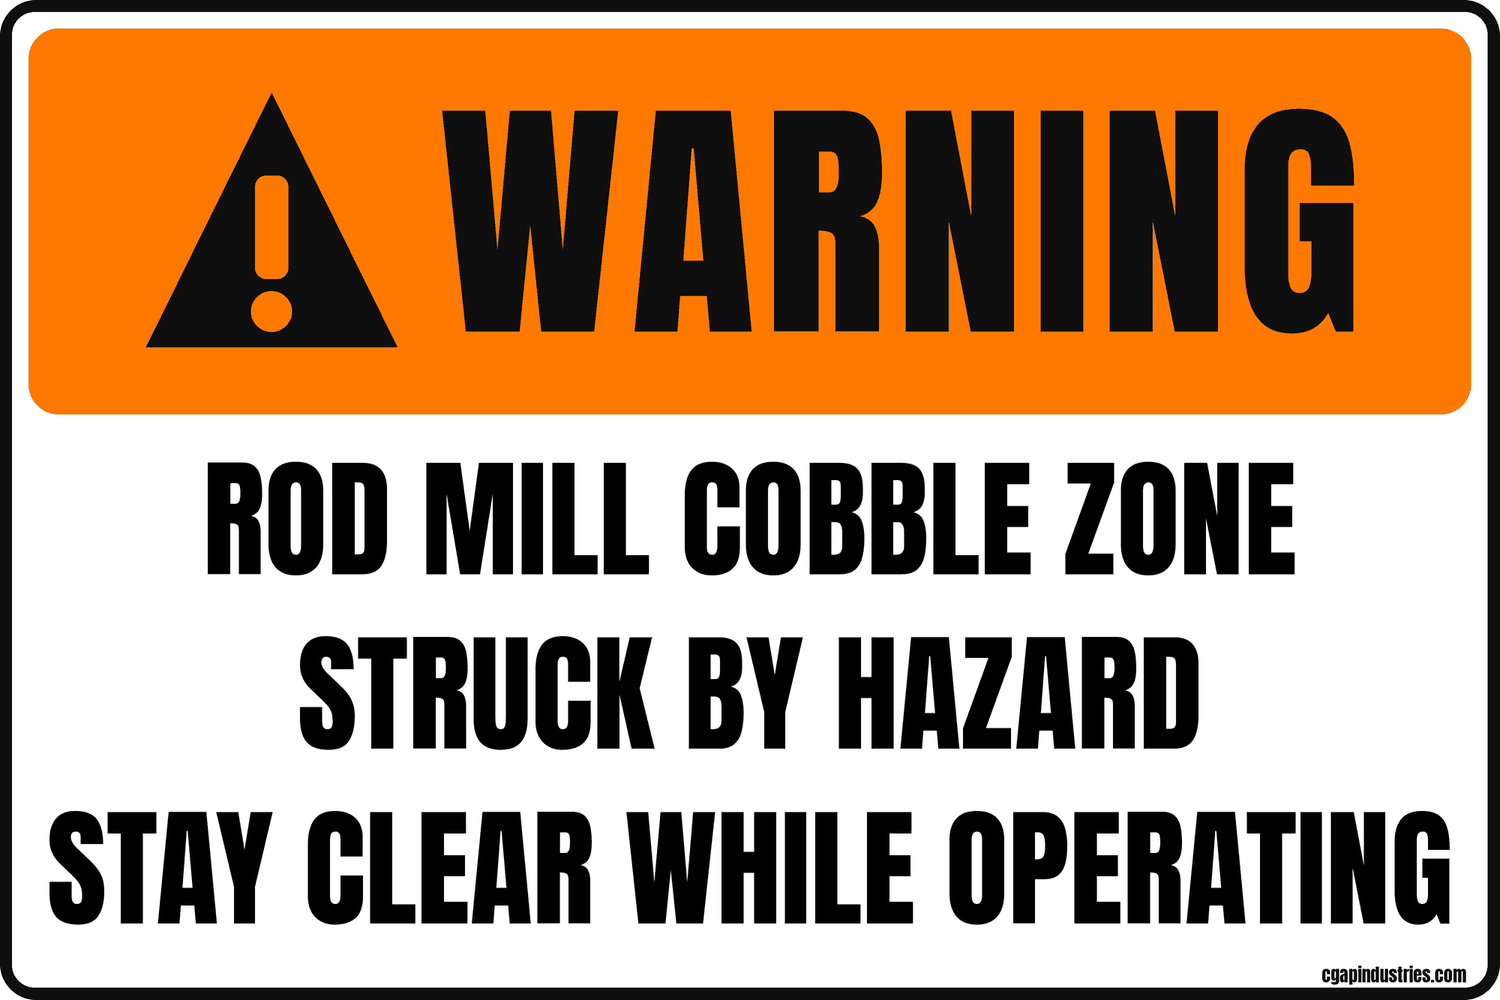 WARNING
ROD MILL COBBLE ZONE
STRUCK BY HAZARD
STAY CLEAR WHILE OPERATING
cgapindustries.com